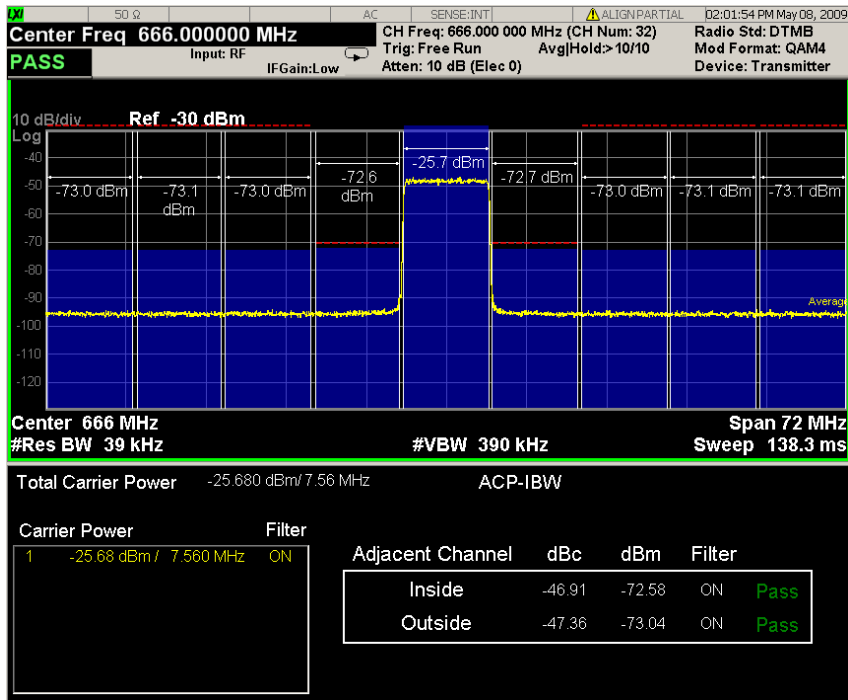 LXI 50 Ω AC SENSE:INT ALIGN PARTIAL 02:01:54 PM May 08, 2009
Center Freq 666.000000 MHz
PASS
Input: RF
IFGain:Low
CH Freq: 666.000 000 MHz (CH Num: 32)
Trig: Free Run Avg|Hold:> 10/10
Atten: 10 dB (Elec 0)
Radio Std: DTMB
Mod Format: QAM4
Device: Transmitter
10 dB/div Ref -30 dBm
Log
-40
-50
-60
-70
-80
-90
-100
-110
-120
-73.0 dBm
-73.1 dBm
-73.0 dBm
-72.6 dBm
-25.7 dBm
-72.7 dBm
-73.0 dBm
-73.1 dBm
-73.1 dBm
Average
Center 666 MHz Span 72 MHz
#Res BW 39 kHz #VBW 390 kHz Sweep 138.3 ms
Total Carrier Power -25.680 dBm/ 7.56 MHz ACP-IBW
Carrier Power Filter
1 -25.68 dBm / 7.560 MHz ON
Adjacent Channel dBc dBm Filter
Inside -46.91 -72.58 ON Pass
Outside -47.36 -73.04 ON Pass